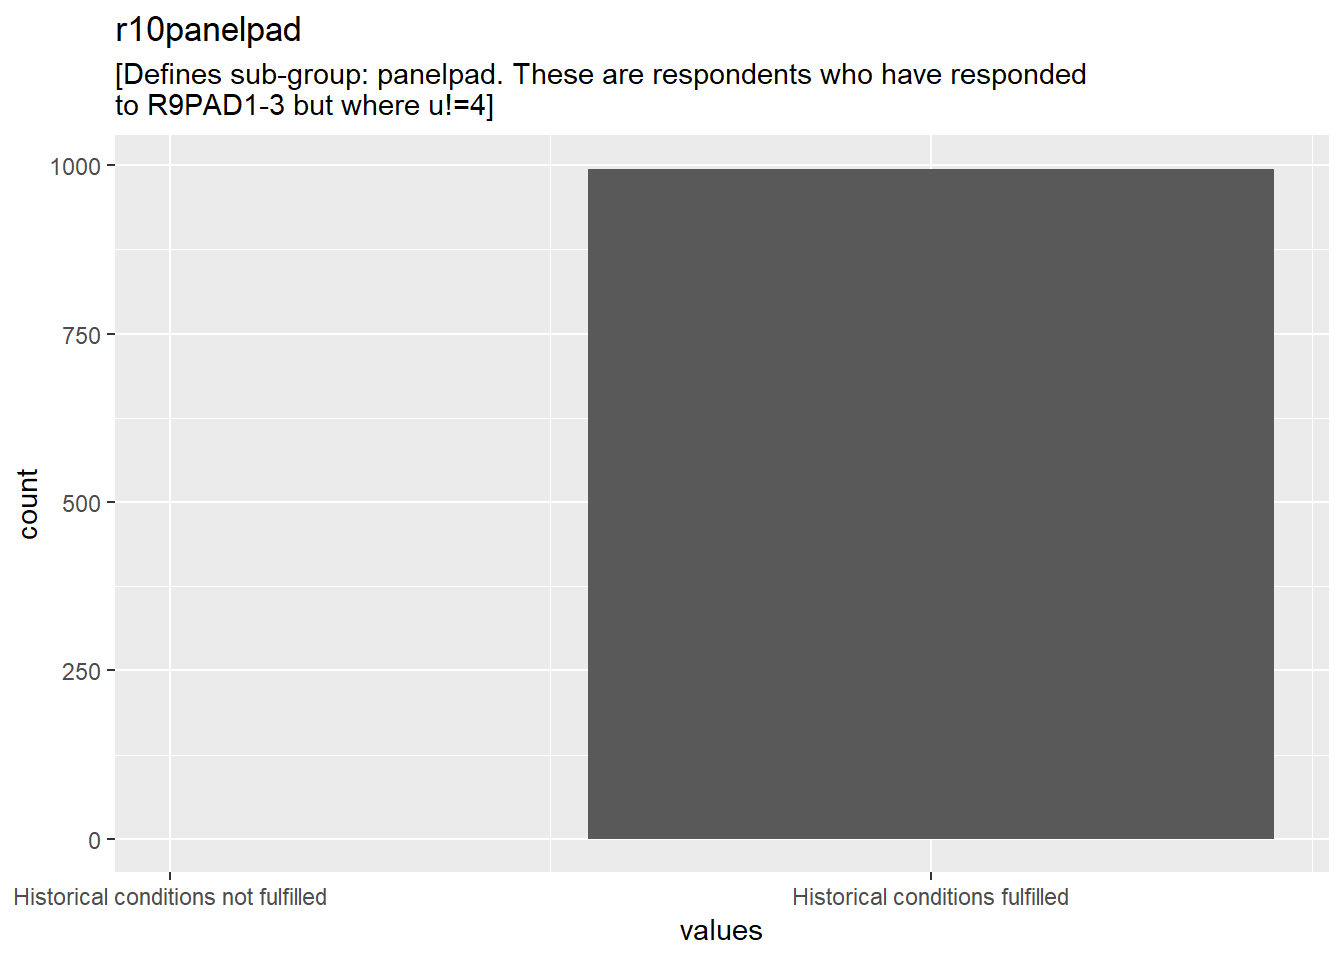 r10panelpad
[Defines sub-group: panelpad. These are respondents who have responded
to R9PAD1-3 but where u!=4]
1000
750
500
250
0
count
Historical conditions not fulfilled
Historical conditions fulfilled
values